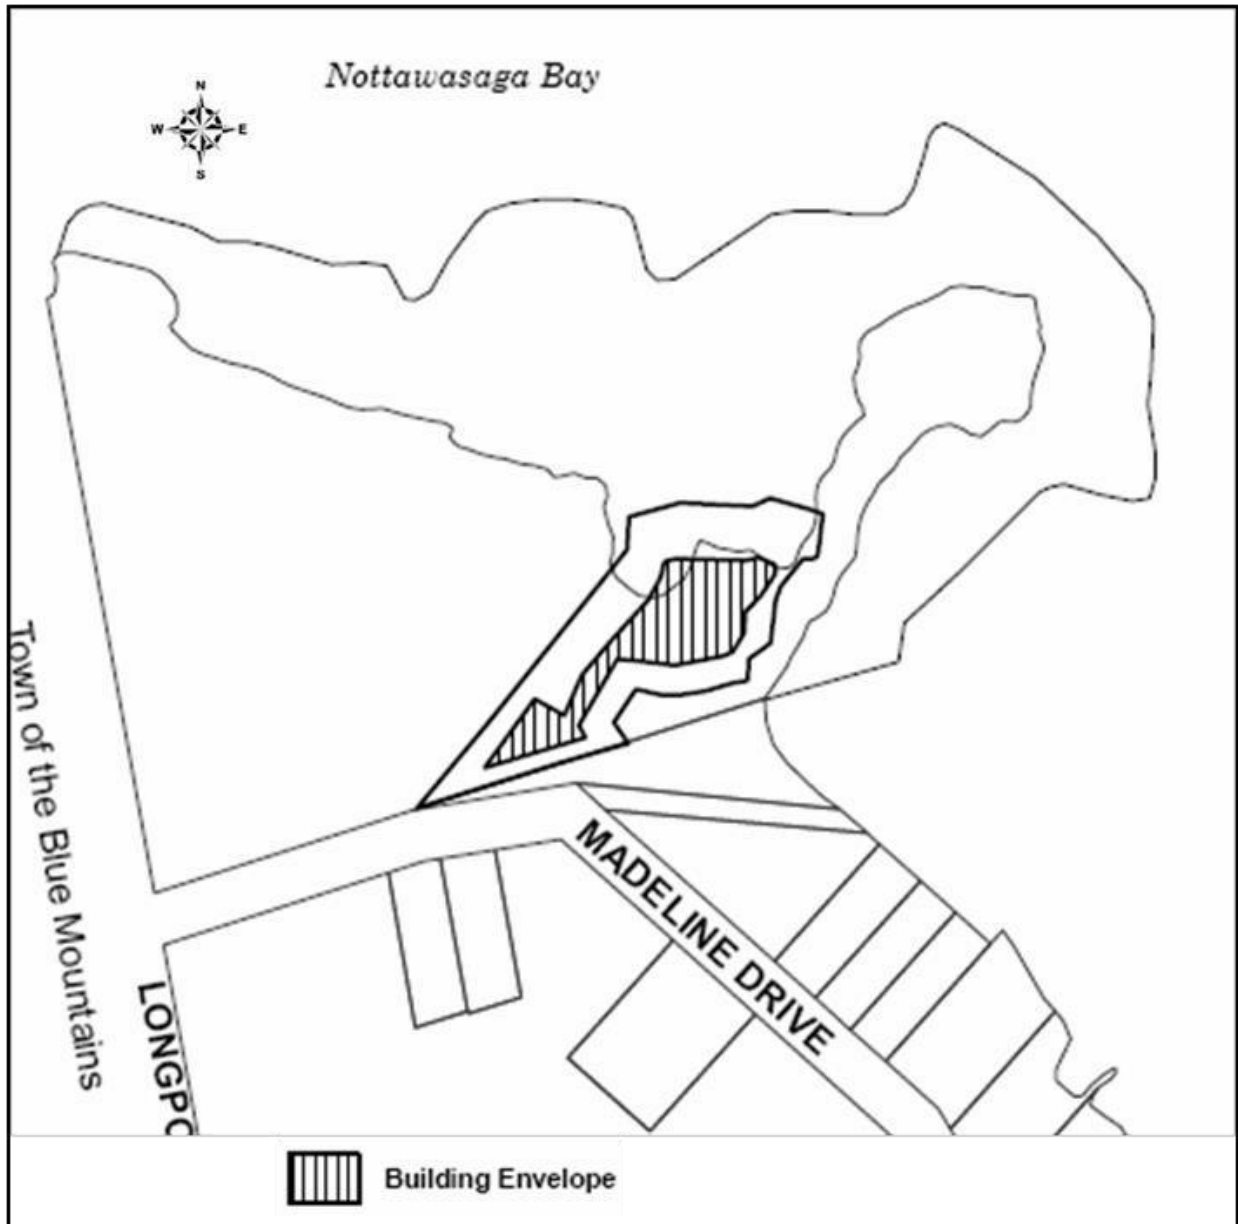 Nottawasaga Bay
N
W E
S
Town of the Blue Mountains
LONGPO
MADELINE DRIVE
Building Envelope